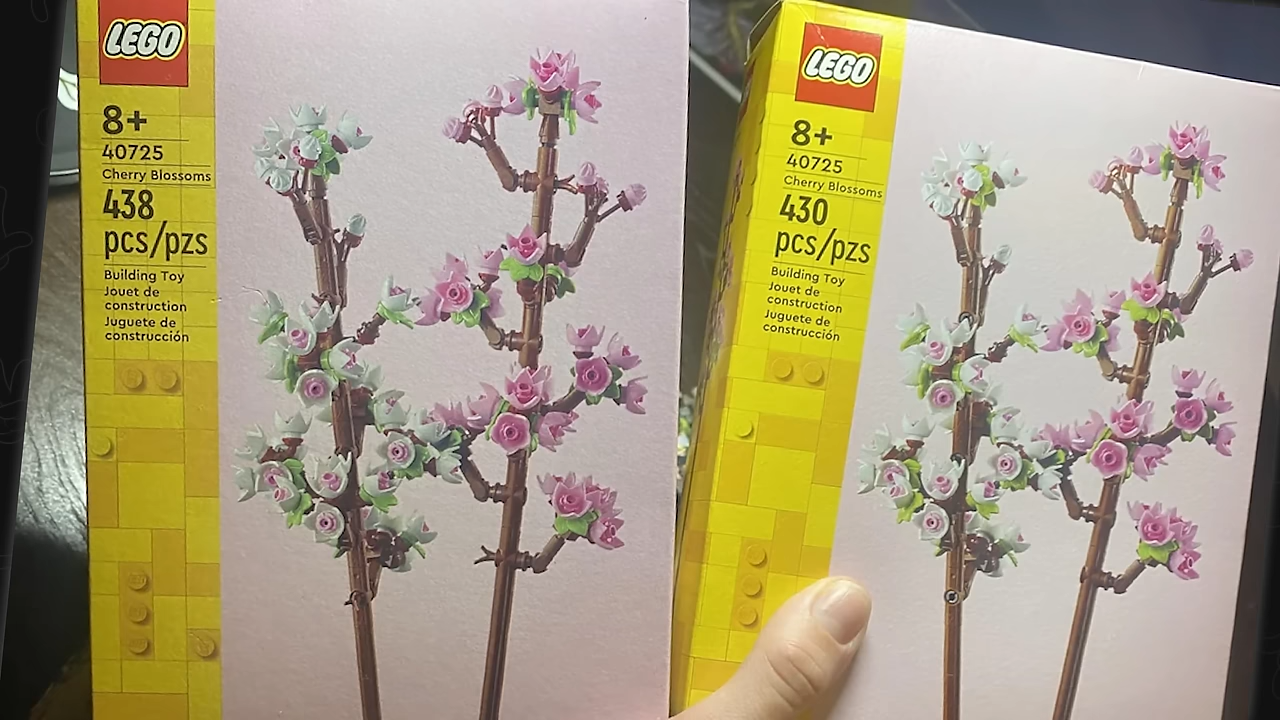 LEGO
8+
40725
Cherry Blossoms
438
pcs/pzs
Building Toy
Jouet de
construction
Juguete de
construcción
LEGO
8+
40725
Cherry Blossoms
430
pcs/pzs
Building Toy
Jouet de
construction
Juguete de
construcción